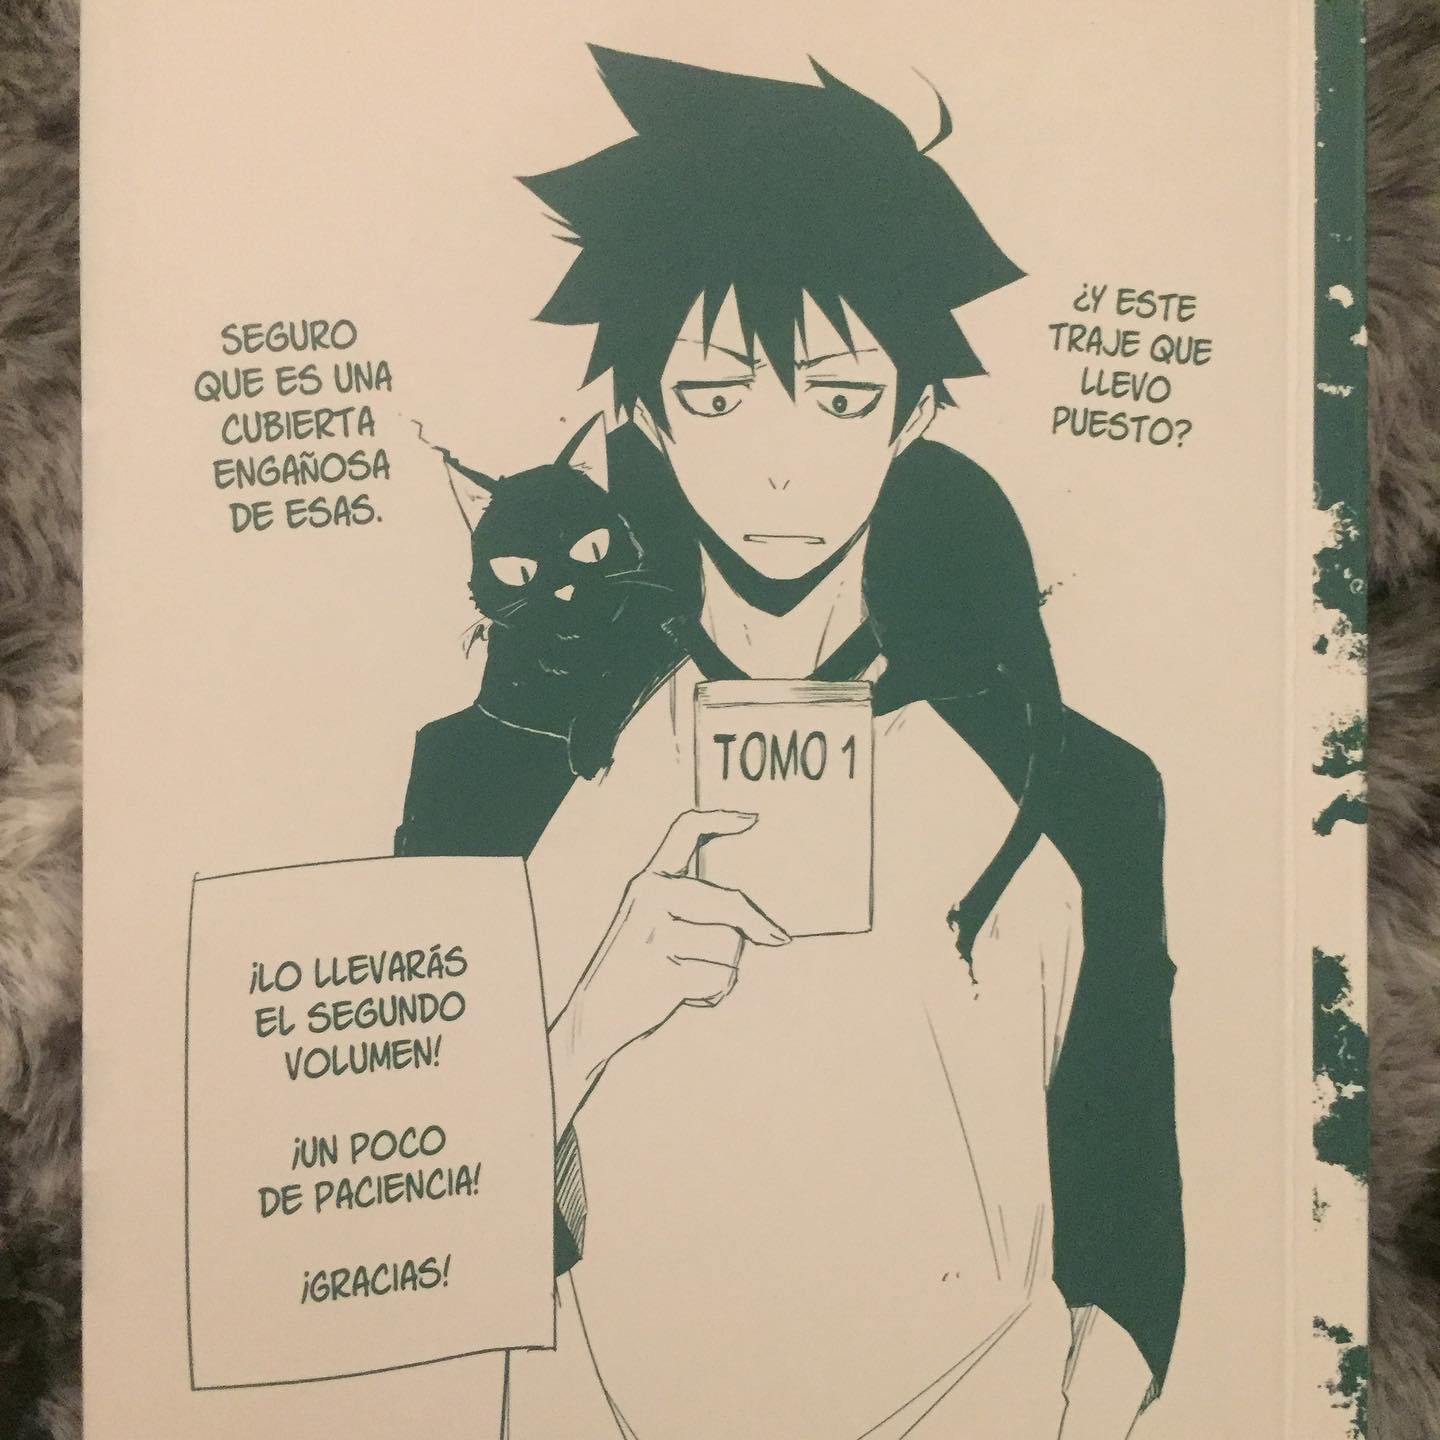 ¿Y ESTE
TRAJE QUE
LLEVO
PUESTO?
SEGURO
QUE ES UNA
CUBIERTA
ENGAÑOSA
DE ESAS.
TOMO 1
¡LO LLEVARÁS
EL SEGUNDO
VOLUMEN!
¡UN POCO
DE PACIENCIA!
¡GRACIAS!